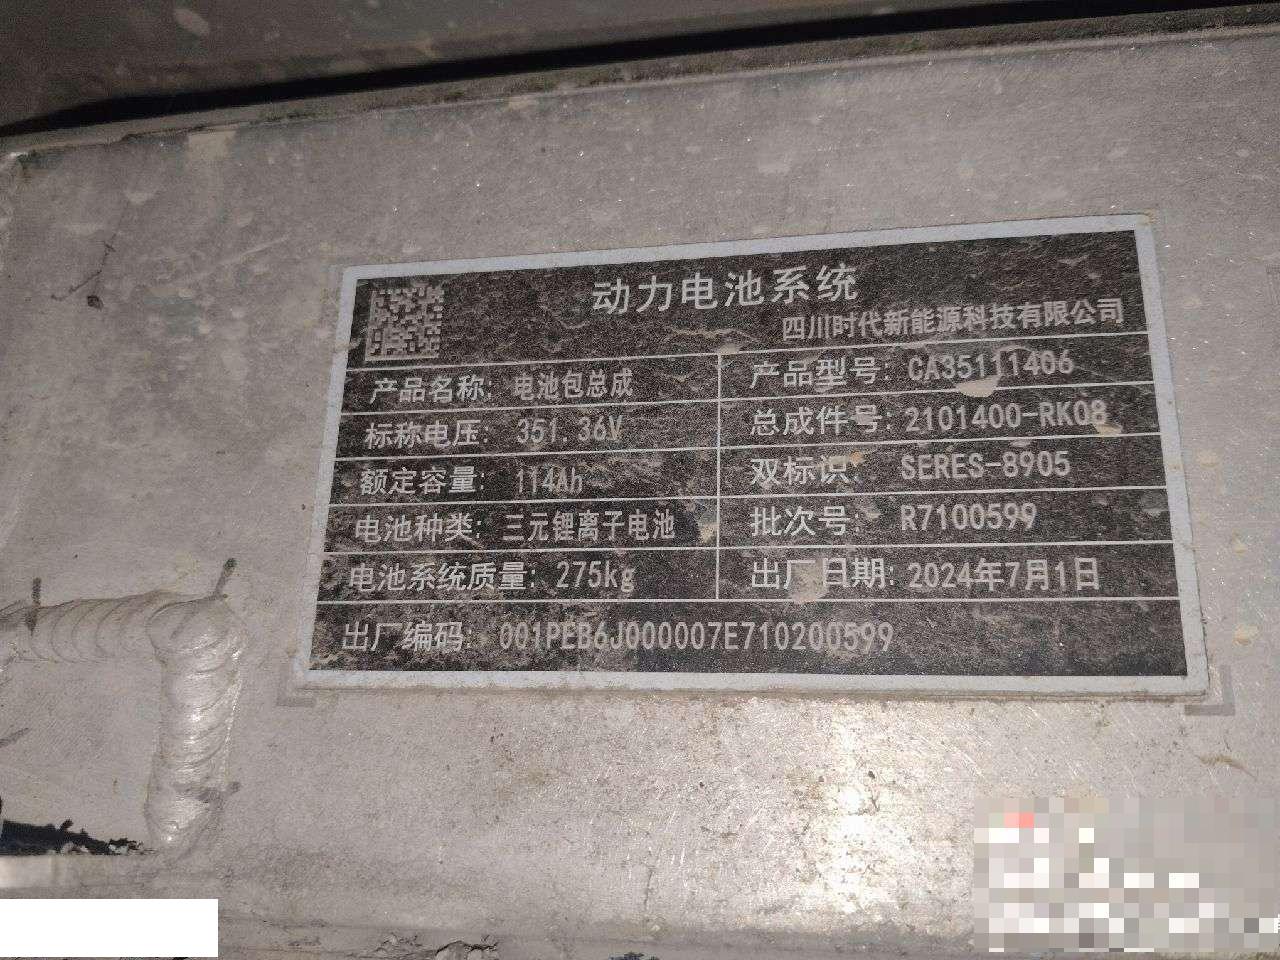 动力电池系统
四川时代新能源科技有限公司
产品名称: 电池包总成 产品型号: CA35111406
标称电压: 351.36V 总成件号: 2101400-RK08
额定容量: 114Ah 双标识: SERES-8905
电池种类: 三元锂离子电池 批次号: R7100599
电池系统质量: 275kg 出厂日期: 2024年7月1日
出厂编码: 001PEB6J000007E710200599